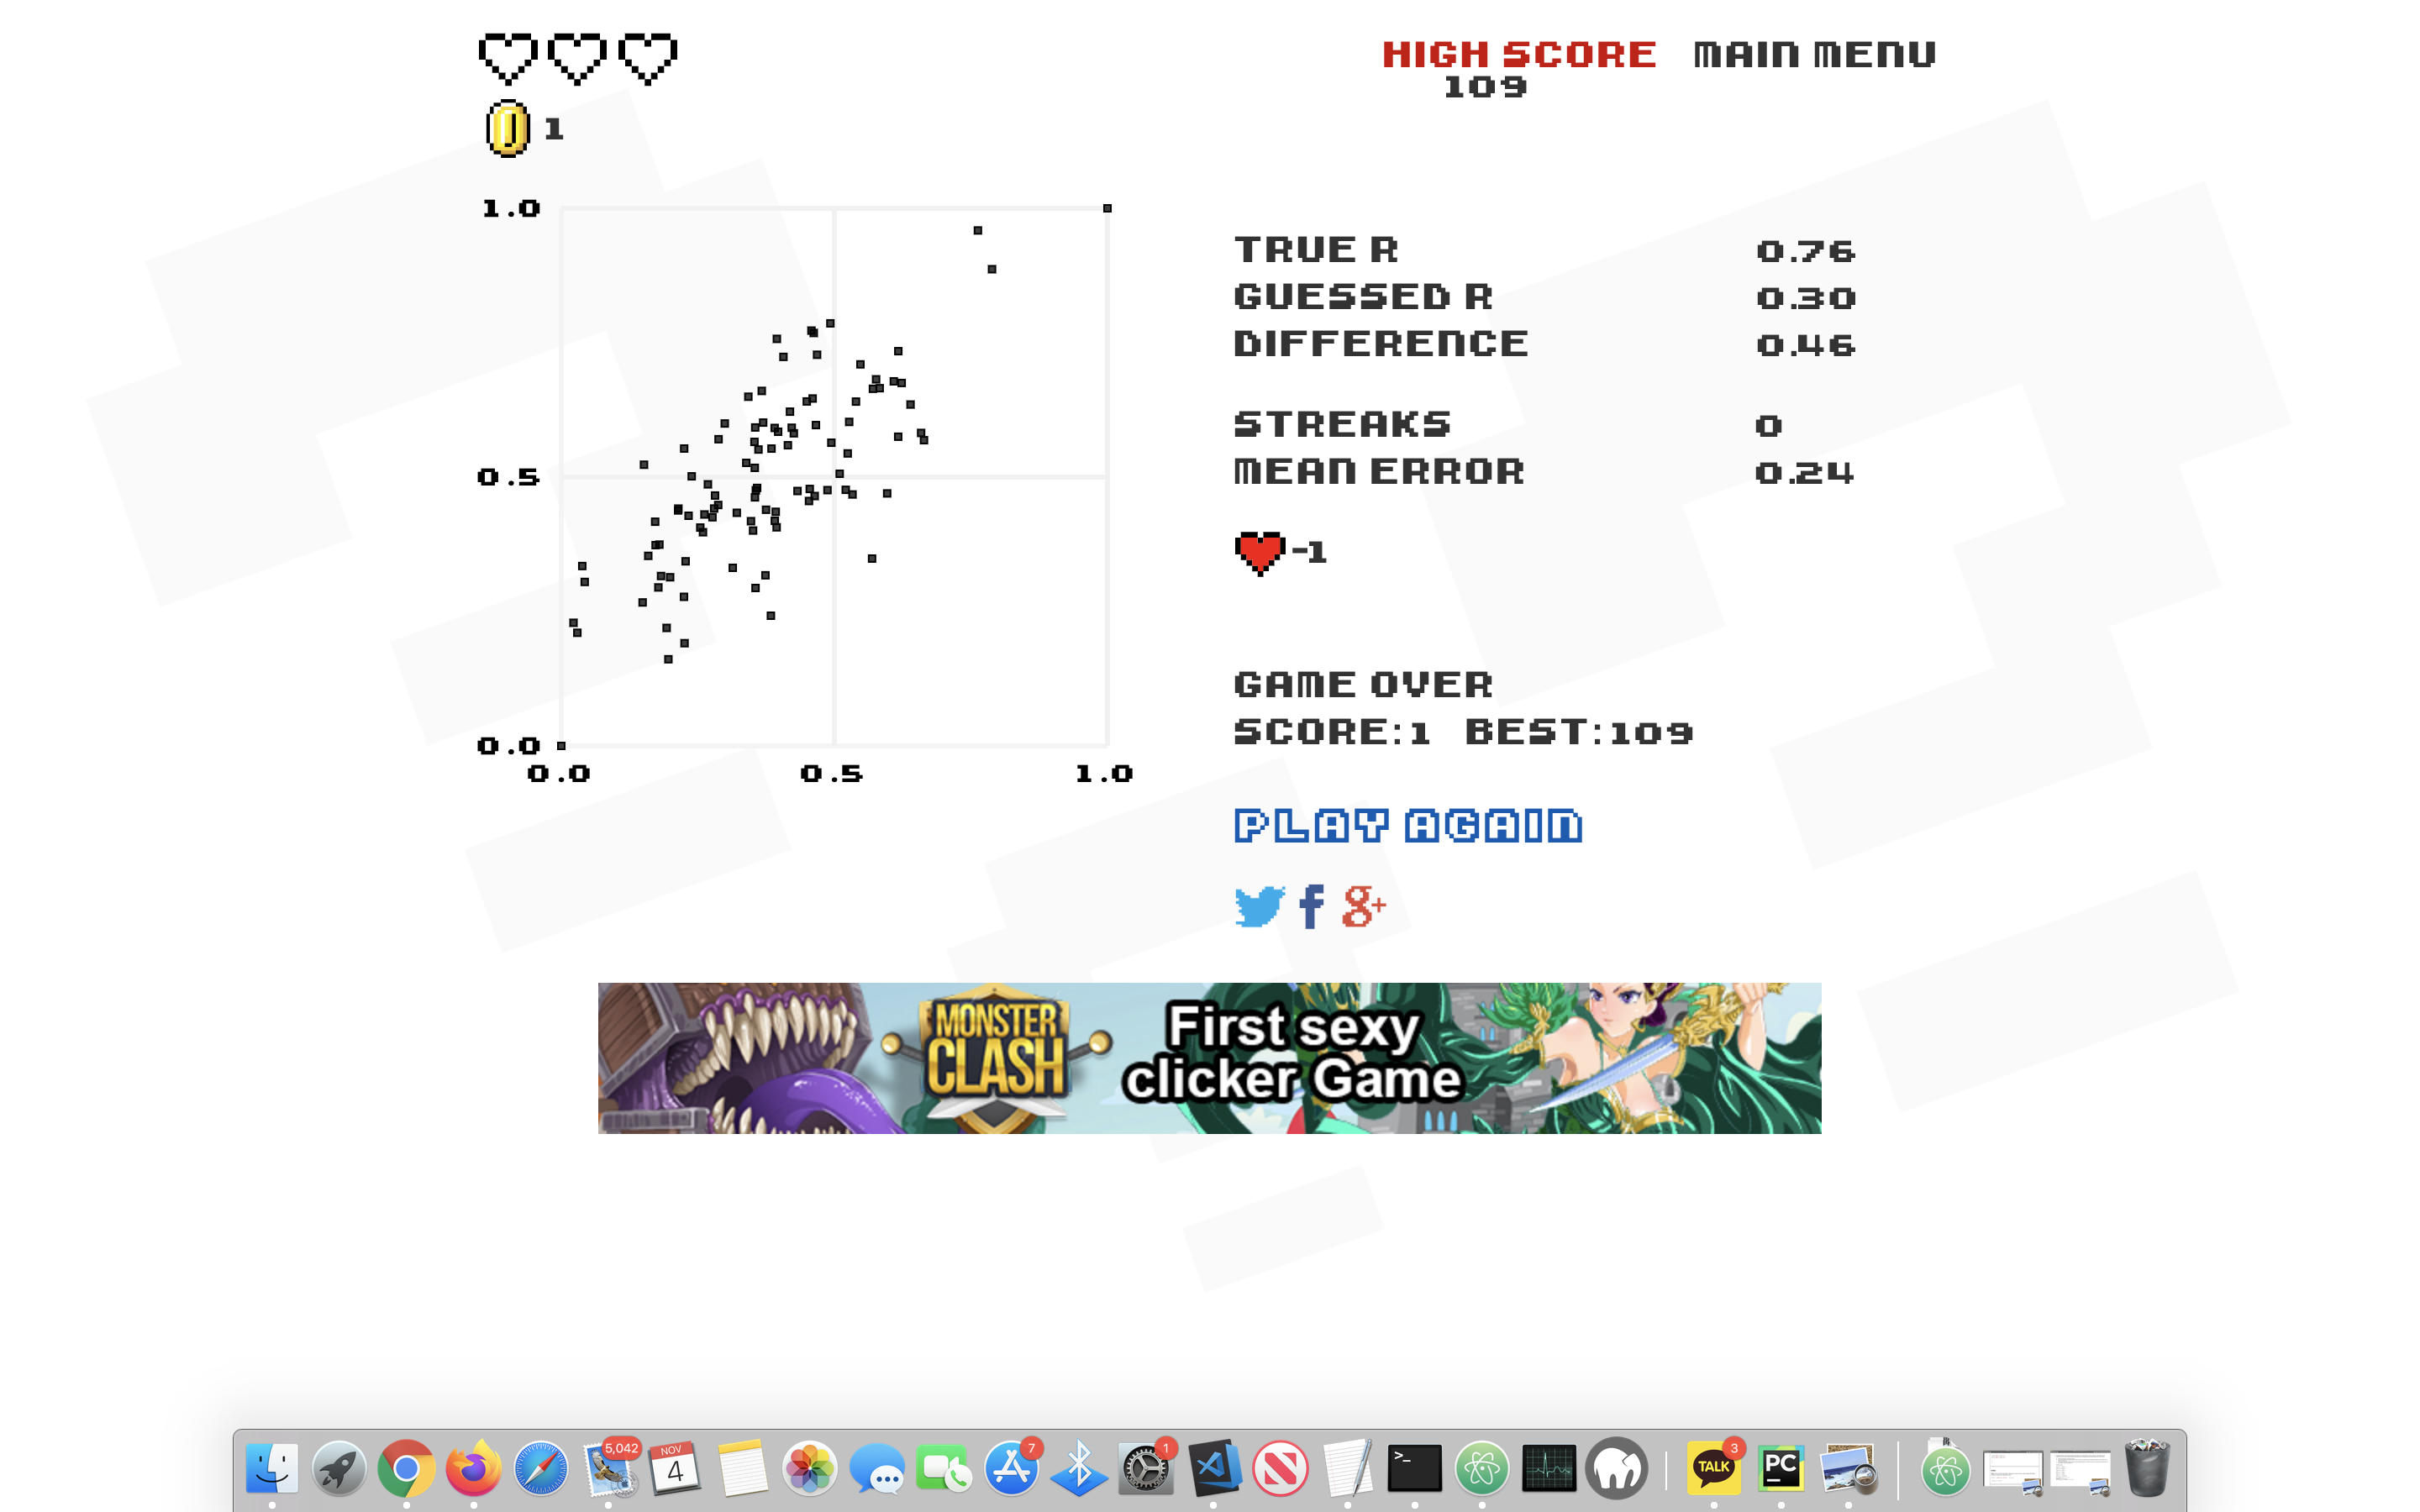 HIGH SCORE MAIN MENU
109
1
1.0
0.5
0.0
0.0 0.5 1.0
TRUE R 0.76
GUESSED R 0.30
DIFFERENCE 0.46
STREAKS 0
MEAN ERROR 0.24
-1
GAME OVER
SCORE:1 BEST:109
PLAY AGAIN
f g+
MONSTER
CLASH
First sexy
clicker Game
5,042
NOV
4
7
1
>_
TALK
3
PC